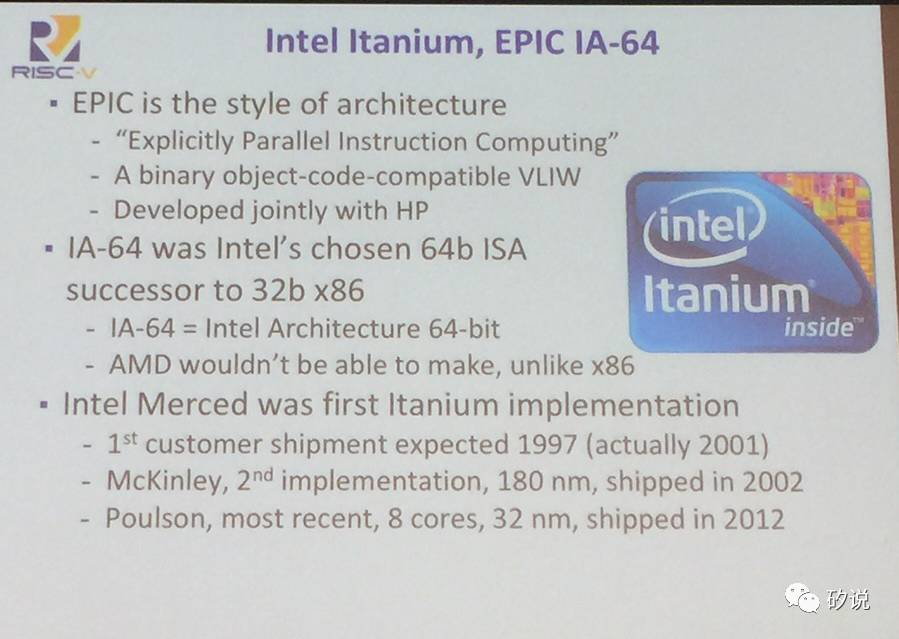 Intel Itanium, EPIC IA-64
RISC-V
▪ EPIC is the style of architecture
- “Explicitly Parallel Instruction Computing”
- A binary object-code-compatible VLIW
- Developed jointly with HP
▪ IA-64 was Intel’s chosen 64b ISA
successor to 32b x86
- IA-64 = Intel Architecture 64-bit
- AMD wouldn’t be able to make, unlike x86
▪ Intel Merced was first Itanium implementation
- 1st customer shipment expected 1997 (actually 2001)
- McKinley, 2nd implementation, 180 nm, shipped in 2002
- Poulson, most recent, 8 cores, 32 nm, shipped in 2012
intel
Itanium
inside™
矽说